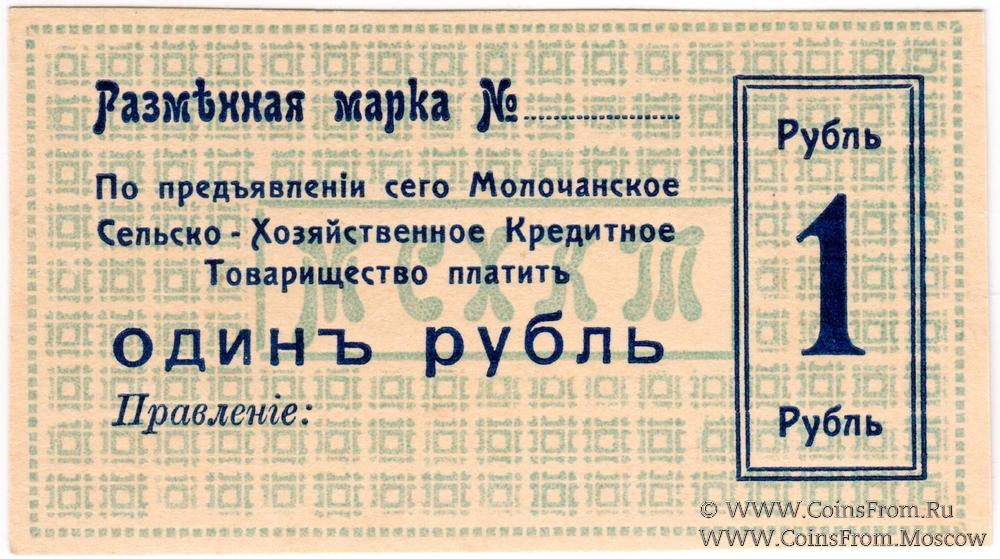 Размѣнная марка №
По предъявленіи сего Молочанское
Сельско - Хозяйственное Кредитное
Товарищество платитъ
одинъ рубль
Правленіе:
Рубль
1
Рубль
МСХКТ
© WWW.CoinsFrom.Ru
WWW.CoinsFrom.Moscow